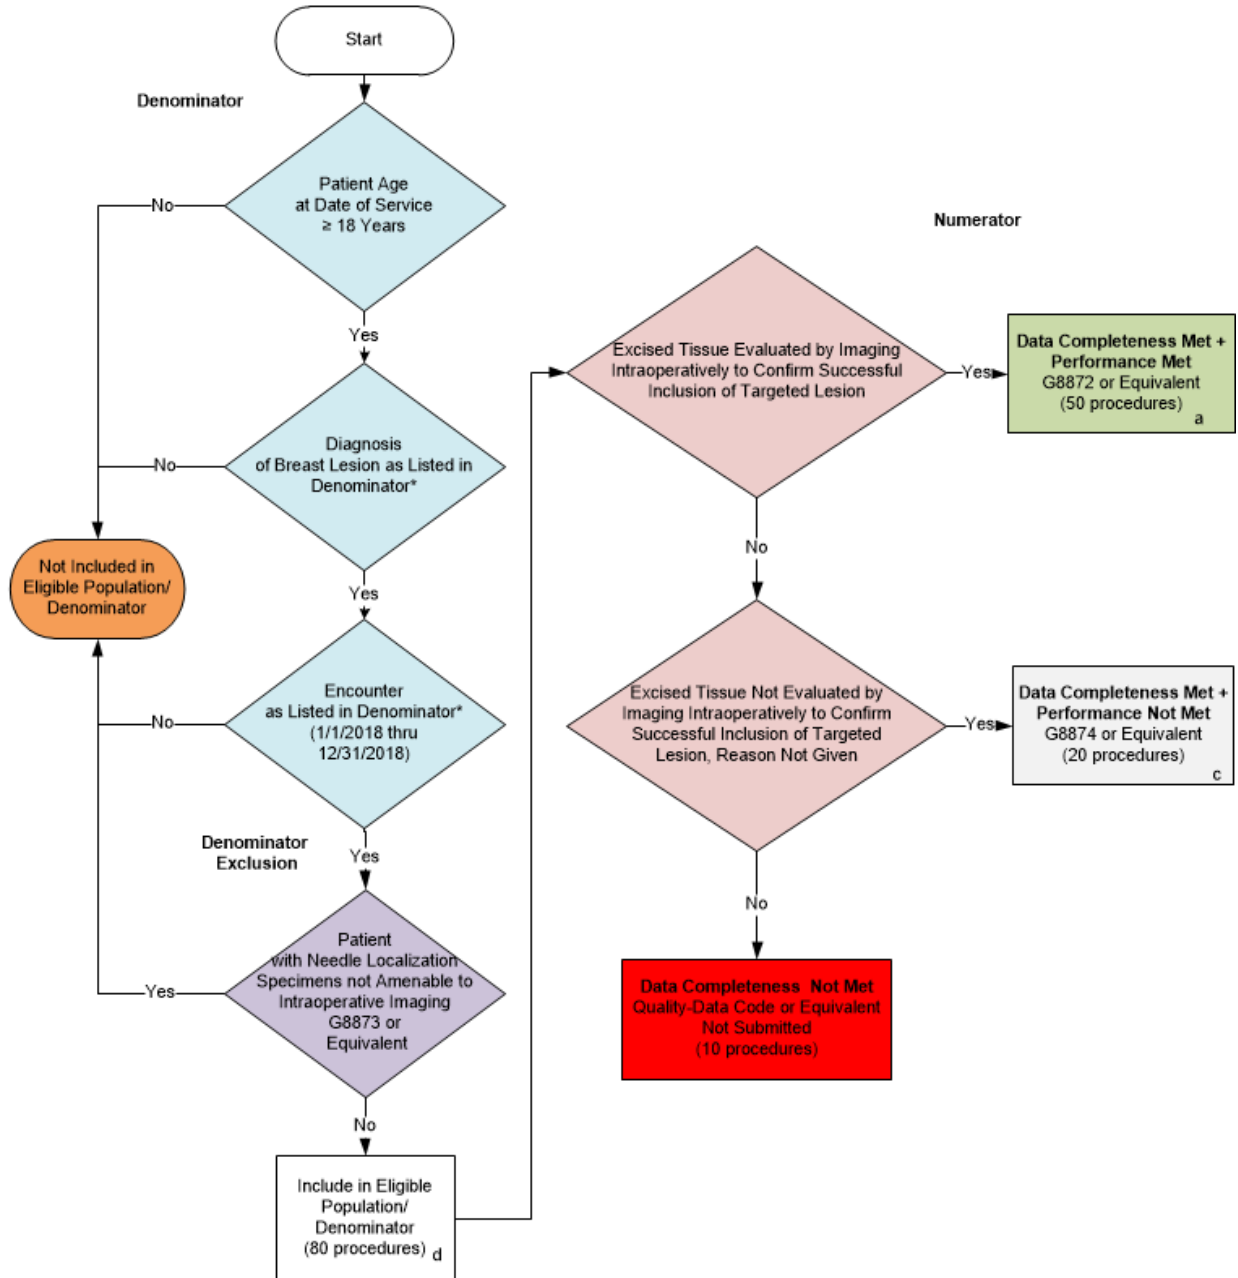 Start
Denominator
Patient Age
at Date of Service
≥ 18 Years
No
Yes
Diagnosis
of Breast Lesion as Listed in
Denominator*
No
Yes
Not Included in
Eligible Population/
Denominator
Encounter
as Listed in Denominator*
(1/1/2018 thru
12/31/2018)
No
Yes
Denominator
Exclusion
Patient
with Needle Localization
Specimens not Amenable to
Intraoperative Imaging
G8873 or
Equivalent
Yes
No
Include in Eligible
Population/
Denominator
(80 procedures)
d
Numerator
Excised Tissue Evaluated by Imaging
Intraoperatively to Confirm Successful
Inclusion of Targeted Lesion
Yes
Data Completeness Met +
Performance Met
G8872 or Equivalent
(50 procedures)
a
No
Excised Tissue Not Evaluated by
Imaging Intraoperatively to Confirm
Successful Inclusion of Targeted
Lesion, Reason Not Given
Yes
Data Completeness Met +
Performance Not Met
G8874 or Equivalent
(20 procedures)
c
No
Data Completeness Not Met
Quality-Data Code or Equivalent
Not Submitted
(10 procedures)